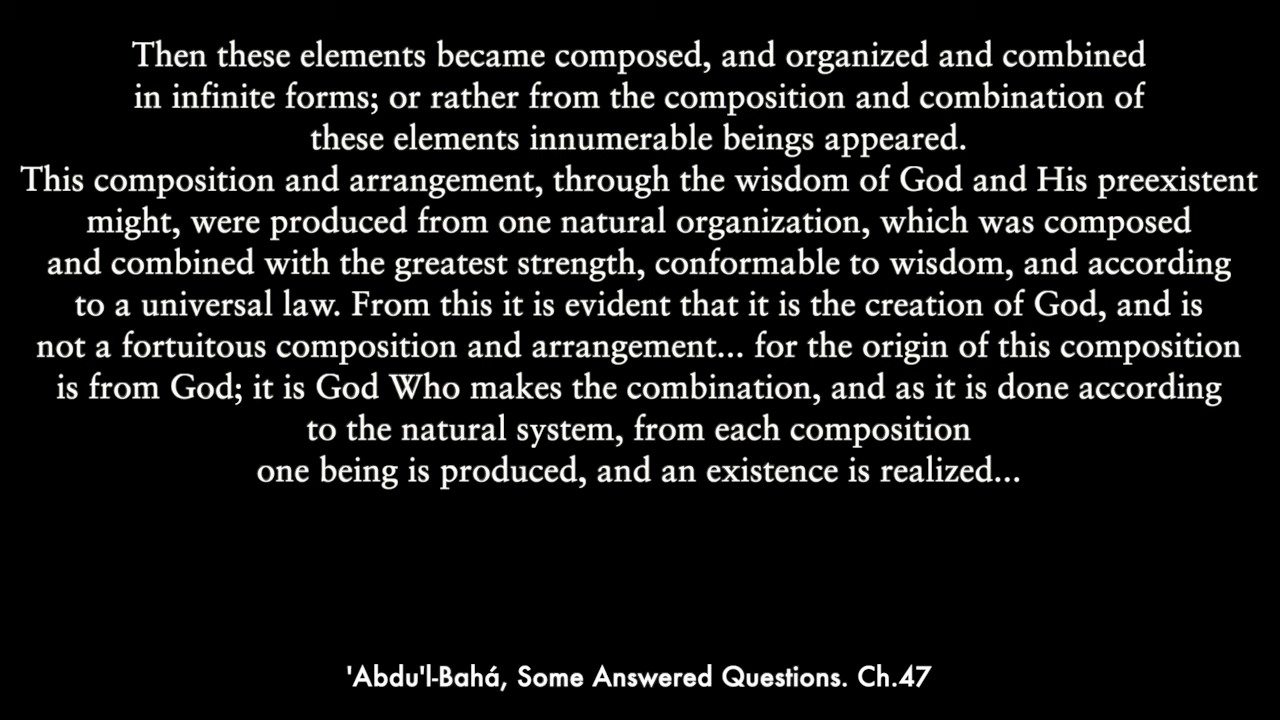 Then these elements became composed, and organized and combined
in infinite forms; or rather from the composition and combination of
these elements innumerable beings appeared.
This composition and arrangement, through the wisdom of God and His preexistent
might, were produced from one natural organization, which was composed
and combined with the greatest strength, conformable to wisdom, and according
to a universal law. From this it is evident that it is the creation of God, and is
not a fortuitous composition and arrangement... for the origin of this composition
is from God; it is God Who makes the combination, and as it is done according
to the natural system, from each composition
one being is produced, and an existence is realized...
'Abdu'l-Bahá, Some Answered Questions. Ch.47